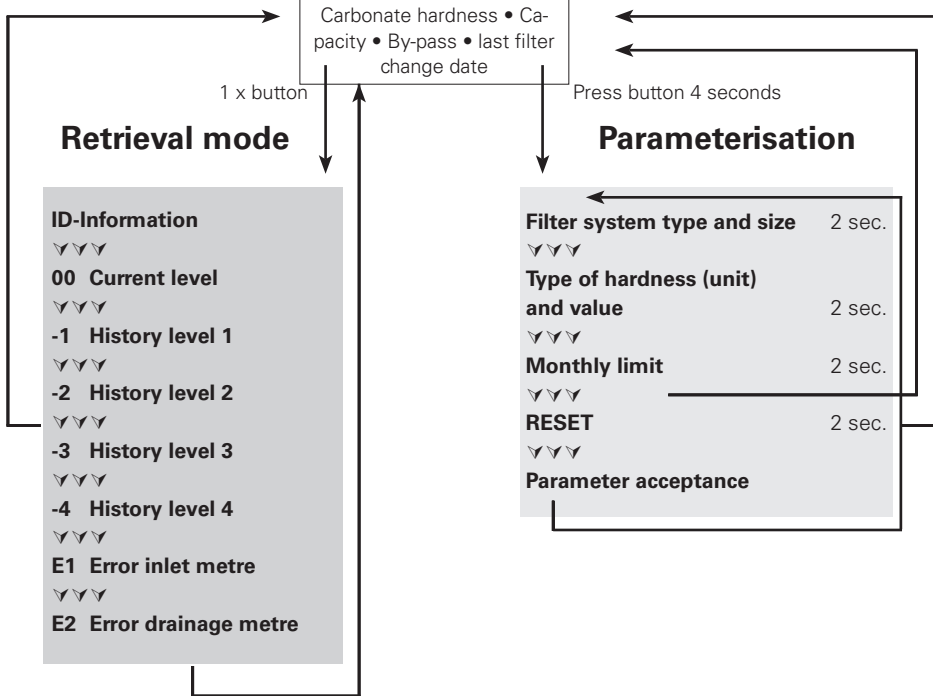 Carbonate hardness • Ca-
pacity • By-pass • last filter
change date
1 x button
Press button 4 seconds
Retrieval mode
Parameterisation
ID-Information
00 Current level
-1 History level 1
-2 History level 2
-3 History level 3
-4 History level 4
E1 Error inlet metre
E2 Error drainage metre
Filter system type and size 2 sec.
Type of hardness (unit)
and value 2 sec.
Monthly limit 2 sec.
RESET 2 sec.
Parameter acceptance